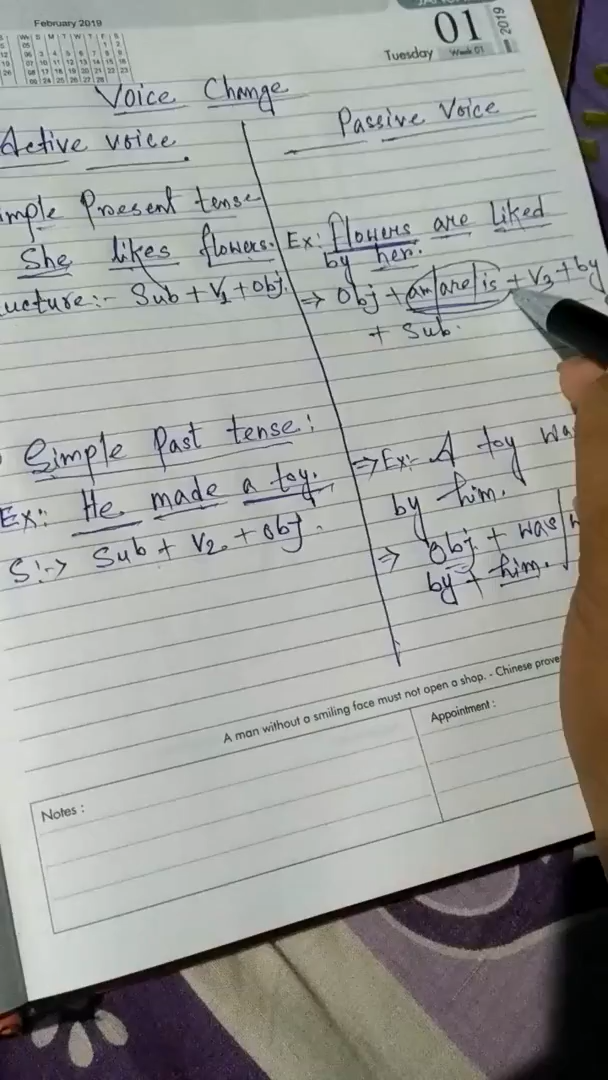 February 2019
01
2019
Tuesday Week 01
Voice Change
Active voice
Passive Voice
imple Present tense
She likes flowers.
ucture:- Sub + V1 + Obj.
Ex: Flowers are liked
by her.
⇒ Obj + am/are/is + V3 + by
+ Sub.
Simple Past tense:
Ex: He made a toy.
S:-> Sub + V2 + Obj.
⇒ Ex:- A toy wa
by him.
⇒ Obj. + was/
by + him.
A man without a smiling face must not open a shop. - Chinese prove
Notes :
Appointment :